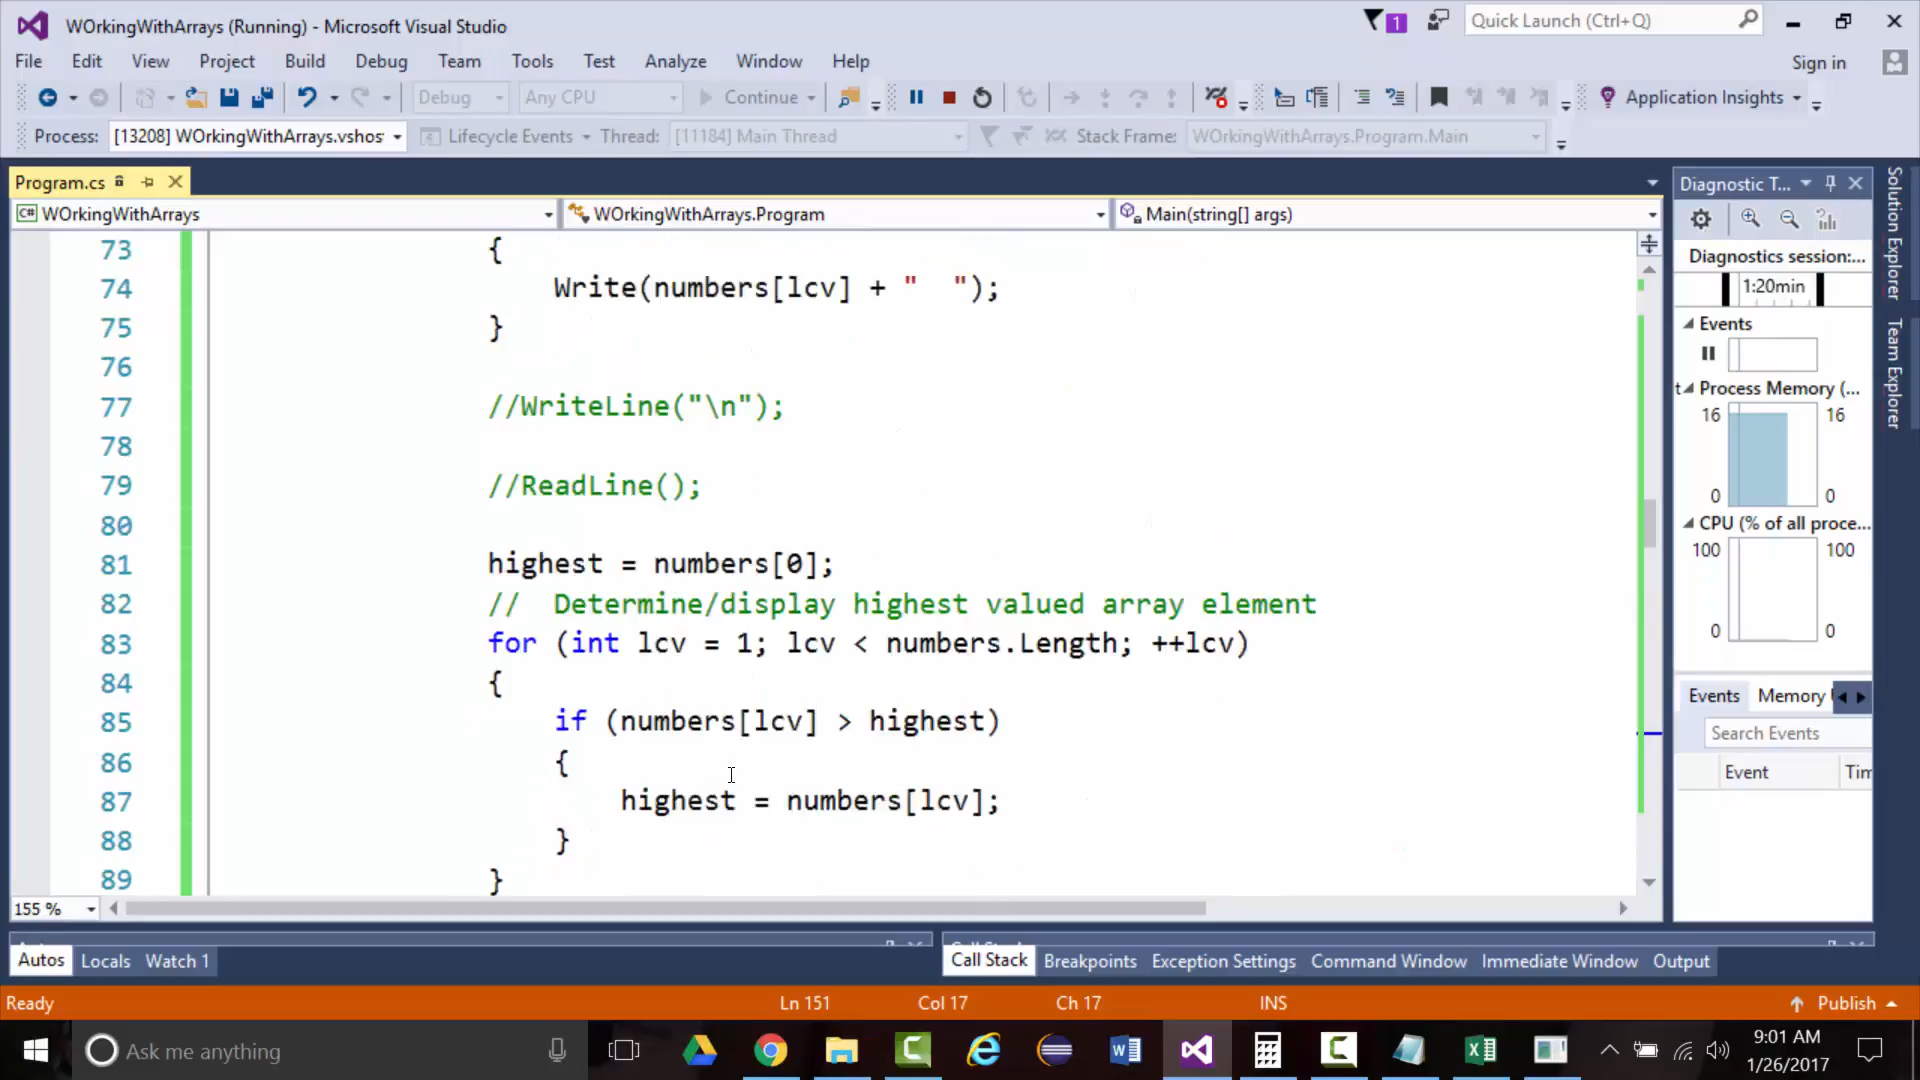 WOrkingWithArrays (Running) - Microsoft Visual Studio
1
Quick Launch (Ctrl+Q)
File Edit View Project Build Debug Team Tools Test Analyze Window Help
Sign in
Debug Any CPU Continue Application Insights
Process: [13208] WOrkingWithArrays.vshos Lifecycle Events Thread: [11184] Main Thread Stack Frame: WOrkingWithArrays.Program.Main
Program.cs
C# WOrkingWithArrays WOrkingWithArrays.Program Main(string[] args)
73 {
74 Write(numbers[lcv] + "  ");
75 }
76
77 //WriteLine("\n");
78
79 //ReadLine();
80
81 highest = numbers[0];
82 //  Determine/display highest valued array element
83 for (int lcv = 1; lcv < numbers.Length; ++lcv)
84 {
85 if (numbers[lcv] > highest)
86 {
87 highest = numbers[lcv];
88 }
89 }
155 %
Diagnostic T...
Diagnostics session:...
1:20min
Events
Process Memory (...
16 16
0 0
CPU (% of all proce...
100 100
0 0
Events Memory
Search Events
Event Tim
Solution Explorer
Team Explorer
Autos Locals Watch 1
Call Stack Breakpoints Exception Settings Command Window Immediate Window Output
Ready Ln 151 Col 17 Ch 17 INS Publish
Ask me anything
9:01 AM
1/26/2017